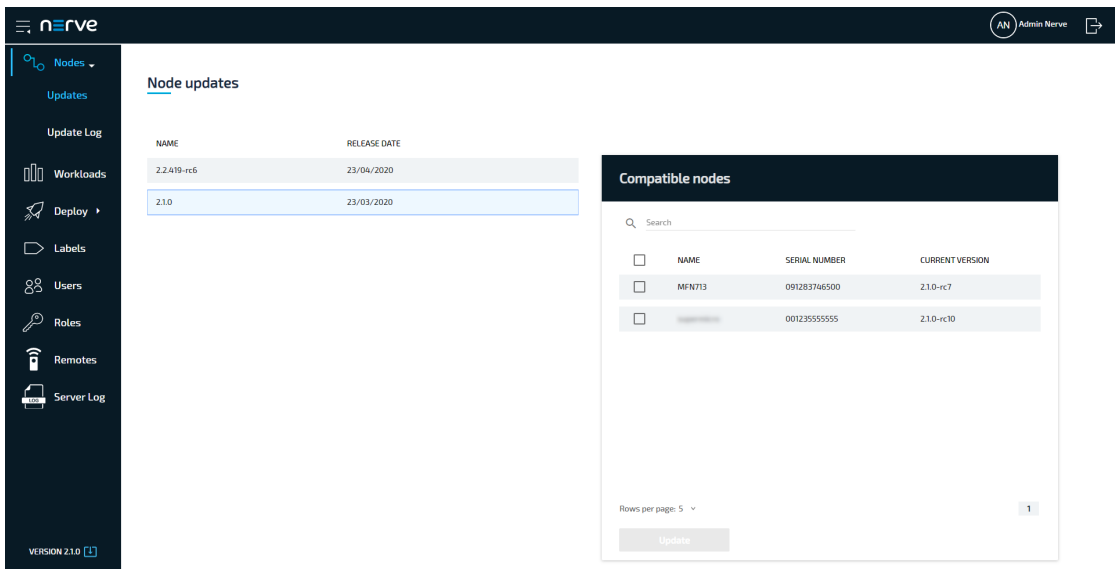 nerve
AN Admin Nerve
Nodes
Updates
Update Log
Workloads
Deploy
Labels
Users
Roles
Remotes
LOG Server Log
VERSION 2.1.0
Node updates
NAME RELEASE DATE
2.2.419-rc6 23/04/2020
2.1.0 23/03/2020
Compatible nodes
Search
NAME SERIAL NUMBER CURRENT VERSION
MFN713 091283746500 2.1.0-rc7
001235555555 2.1.0-rc10
Rows per page: 5
1
Update